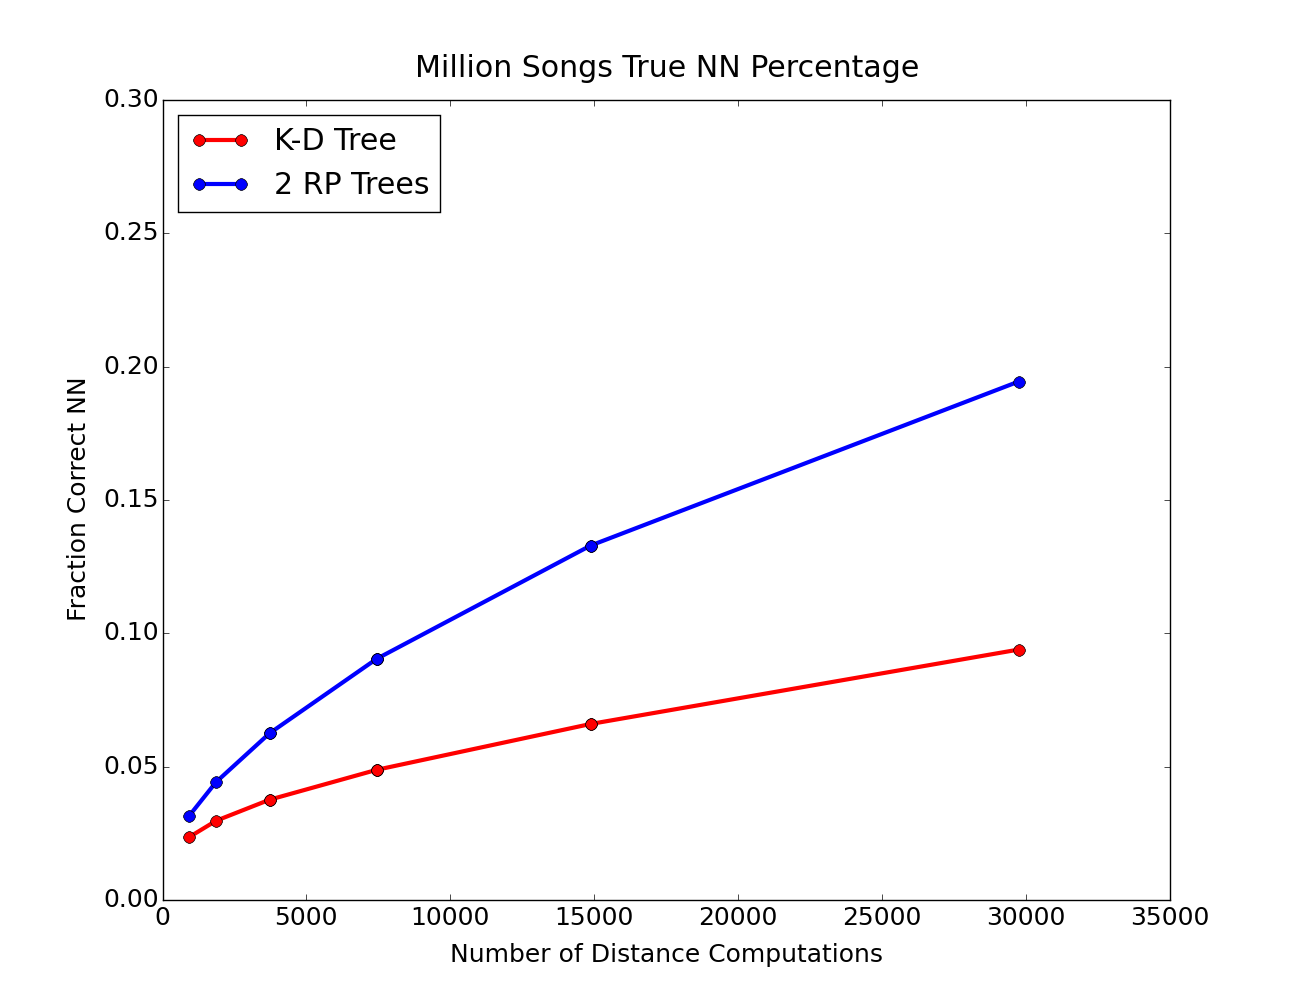 Million Songs True NN Percentage
0.30
K-D Tree
2 RP Trees
0.25
0.20
0.15
0.10
0.05
0.00
Fraction Correct NN
0 5000 10000 15000 20000 25000 30000 35000
Number of Distance Computations